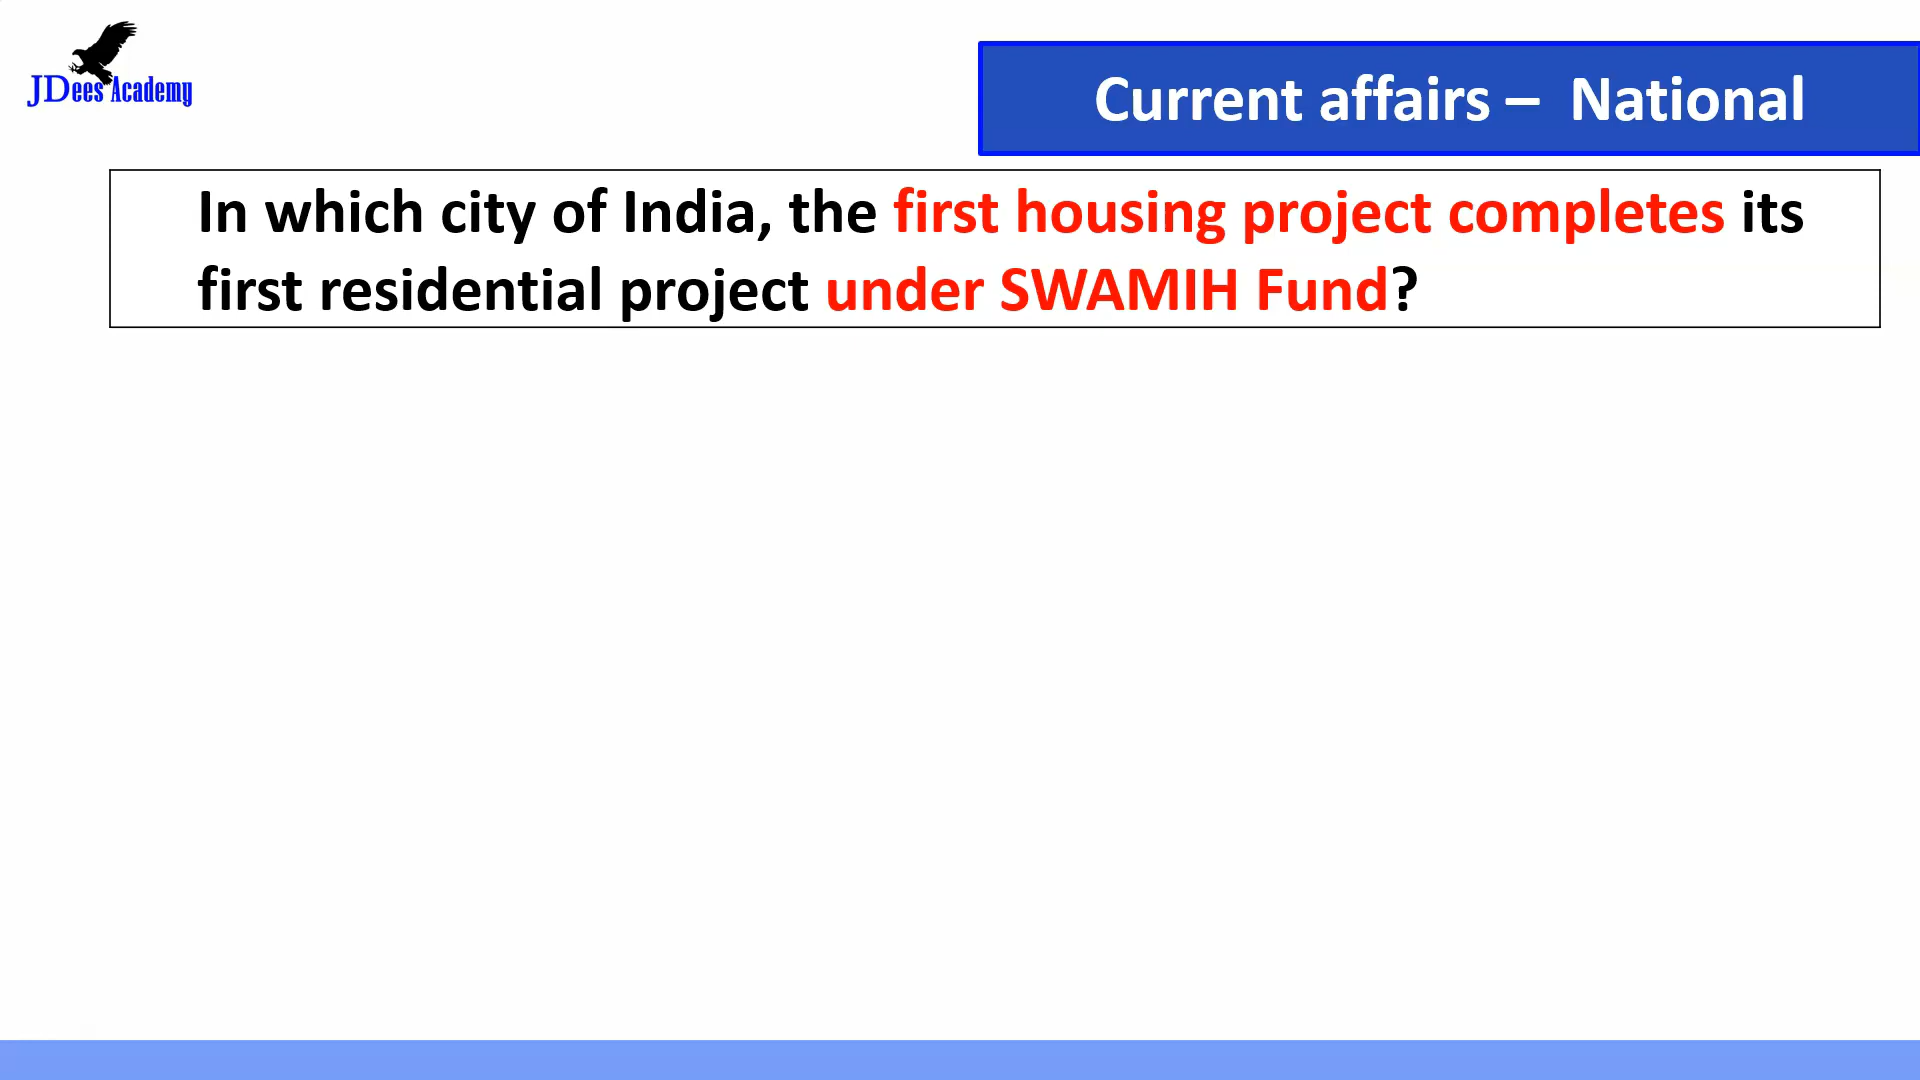 JDees Academy
Current affairs – National
In which city of India, the first housing project completes its
first residential project under SWAMIH Fund?